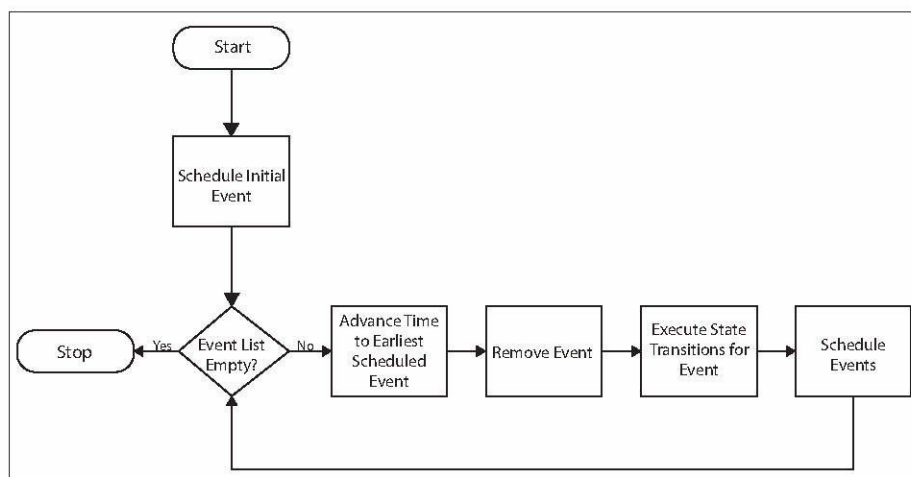 Start
Schedule Initial
Event
Stop
Yes
Event List
Empty?
No
Advance Time
to Earliest
Scheduled
Event
Remove Event
Execute State
Transitions for
Event
Schedule
Events